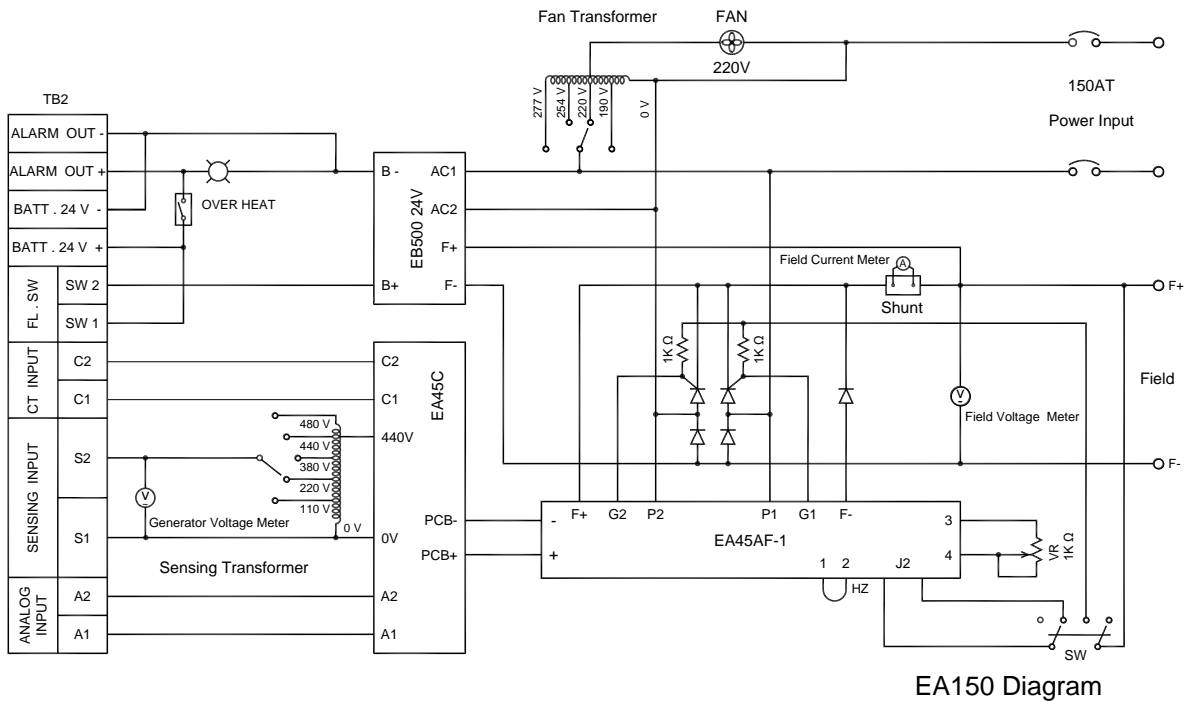 Fan Transformer
FAN
220V
277 V
254 V
220 V
190 V
0 V
150AT
Power Input
TB2
ALARM OUT -
ALARM OUT +
BATT . 24 V -
BATT . 24 V +
FL . SW
SW 2
SW 1
CT INPUT
C2
C1
SENSING INPUT
S2
S1
ANALOG INPUT
A2
A1
OVER HEAT
B -
B+
EB500 24V
AC1
AC2
F+
F-
Field Current Meter
A
Shunt
F+
Field
F-
V
Field Voltage Meter
1K Ω
1K Ω
C2
C1
EA45C
440V
0V
PCB-
PCB+
A2
A1
480 V
440 V
380 V
220 V
110 V
0 V
V
Generator Voltage Meter
Sensing Transformer
F+
G2
P2
P1
G1
F-
-
+
EA45AF-1
3
4
1
2
J2
HZ
VR
1K Ω
SW
EA150 Diagram